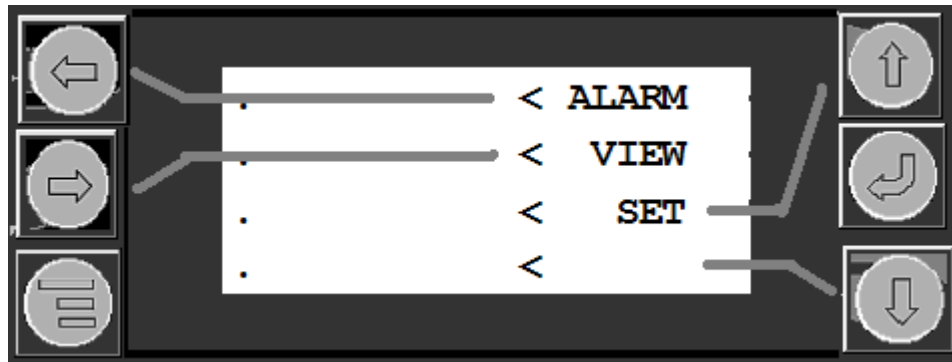 . < ALARM
. < VIEW
. < SET
. <